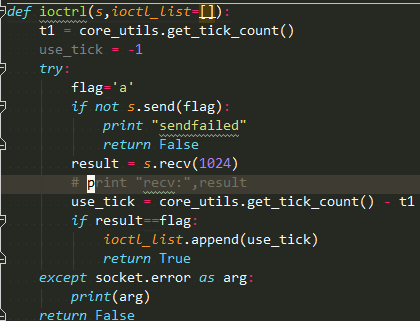 def ioctrl(s,ioctl_list=[]):
    t1 = core_utils.get_tick_count()
    use_tick = -1
    try:
        flag='a'
        if not s.send(flag):
            print "sendfailed"
            return False
        result = s.recv(1024)
        # print "recv:",result
        use_tick = core_utils.get_tick_count() - t1
        if result==flag:
            ioctl_list.append(use_tick)
            return True
    except socket.error as arg:
        print(arg)
    return False